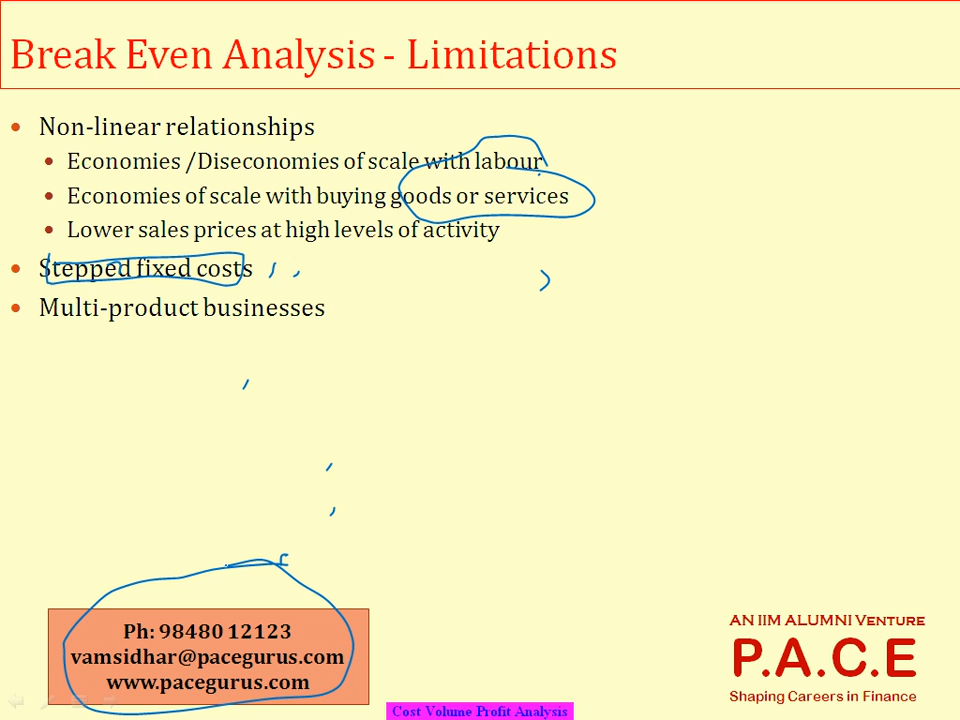 Break Even Analysis - Limitations
Non-linear relationships
Economies /Diseconomies of scale with labour
Economies of scale with buying goods or services
Lower sales prices at high levels of activity
Stepped fixed costs
Multi-product businesses
Ph: 98480 12123
vamsidhar@pacegurus.com
www.pacegurus.com
AN IIM ALUMNI VENTURE
P.A.C.E
Shaping Careers in Finance
Cost Volume Profit Analysis